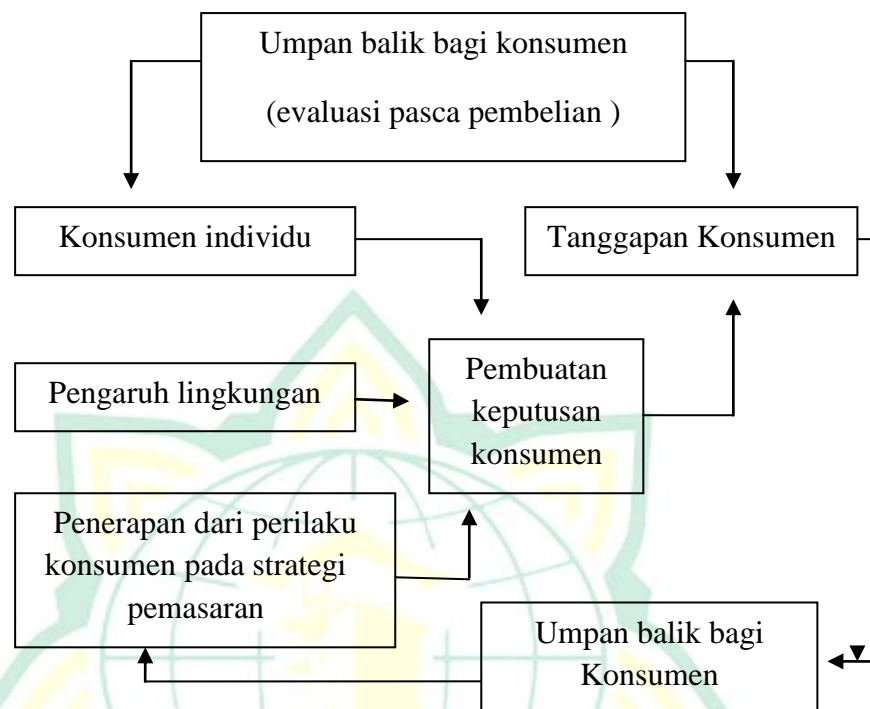 Umpan balik bagi konsumen
(evaluasi pasca pembelian )
Konsumen individu
Tanggapan Konsumen
Pengaruh lingkungan
Pembuatan
keputusan
konsumen
Penerapan dari perilaku
konsumen pada strategi
pemasaran
Umpan balik bagi
Konsumen